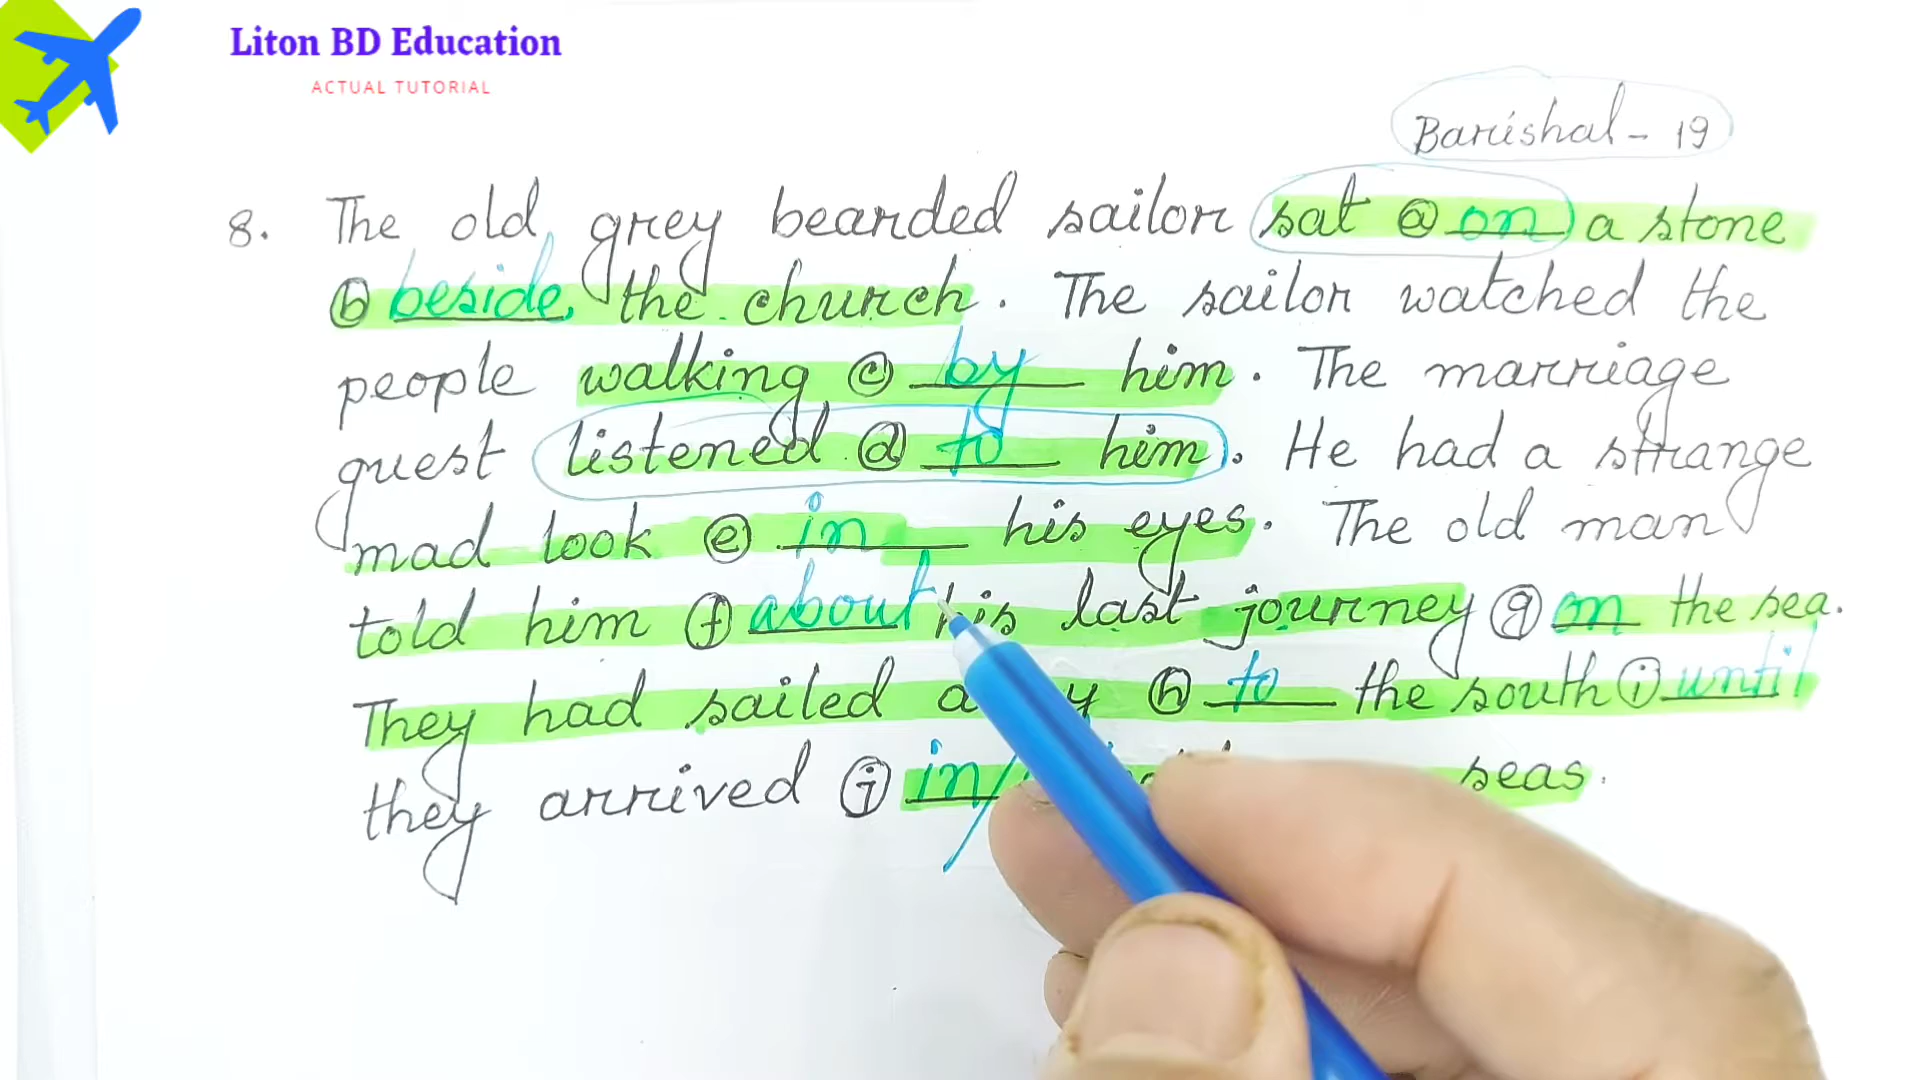 Liton BD Education
ACTUAL TUTORIAL
Barishal - 19
8. The old grey bearded sailor sat ⓐ on a stone
ⓑ beside the church. The sailor watched the
people walking ⓒ by him. The marriage
guest listened ⓓ to him. He had a strange
mad look ⓔ in his eyes. The old man
told him ⓕ about his last journey ⓖ on the sea.
They had sailed ⓗ to the south ⓘ until
they arrived ⓙ in/ seas.